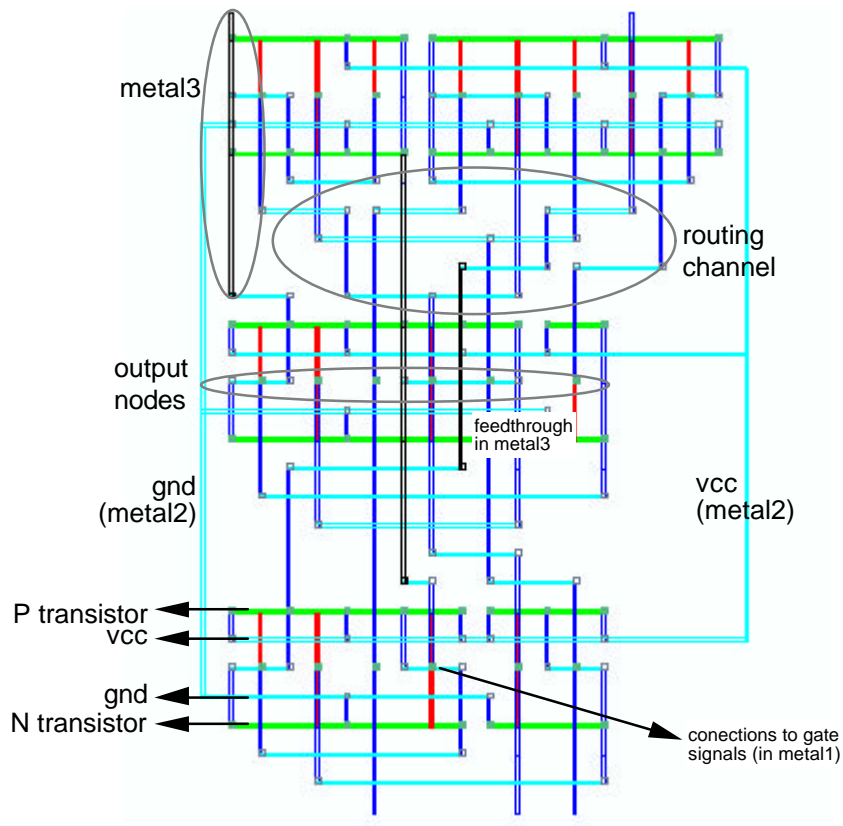 metal3
routing
channel
output
nodes
feedthrough
in metal3
gnd
(metal2)
vcc
(metal2)
P transistor
vcc
gnd
N transistor
conections to gate
signals (in metal1)